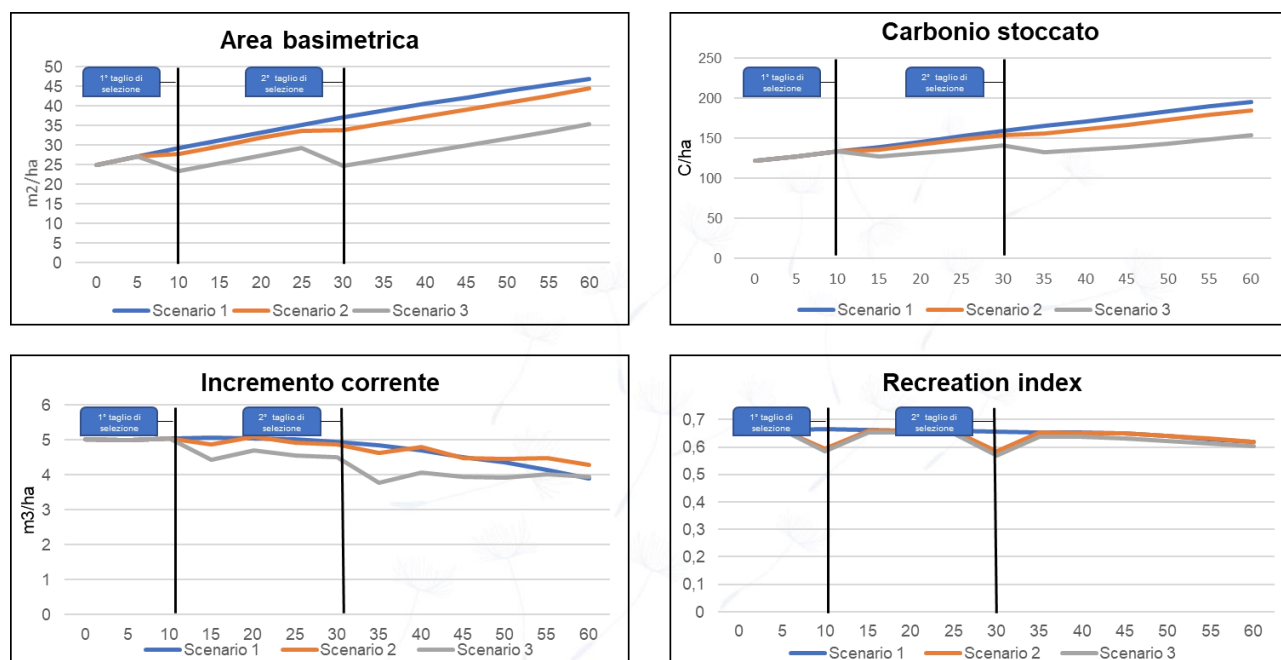 Area basimetrica
50
45
40
35
30
25
20
15
10
5
0
m2/ha
1° taglio di
selezione
2° taglio di
selezione
0 5 10 15 20 25 30 35 40 45 50 55 60
Scenario 1 Scenario 2 Scenario 3
Carbonio stoccato
250
200
150
100
50
0
C/ha
1° taglio di
selezione
2° taglio di
selezione
0 5 10 15 20 25 30 35 40 45 50 55 60
Scenario 1 Scenario 2 Scenario 3
Incremento corrente
6
5
4
3
2
1
0
m3/ha
1° taglio di
selezione
2° taglio di
selezione
0 5 10 15 20 25 30 35 40 45 50 55 60
Scenario 1 Scenario 2 Scenario 3
Recreation index
0,7
0,6
0,5
0,4
0,3
0,2
0,1
0
1° taglio di
selezione
2° taglio di
selezione
0 5 10 15 20 25 30 35 40 45 50 55 60
Scenario 1 Scenario 2 Scenario 3